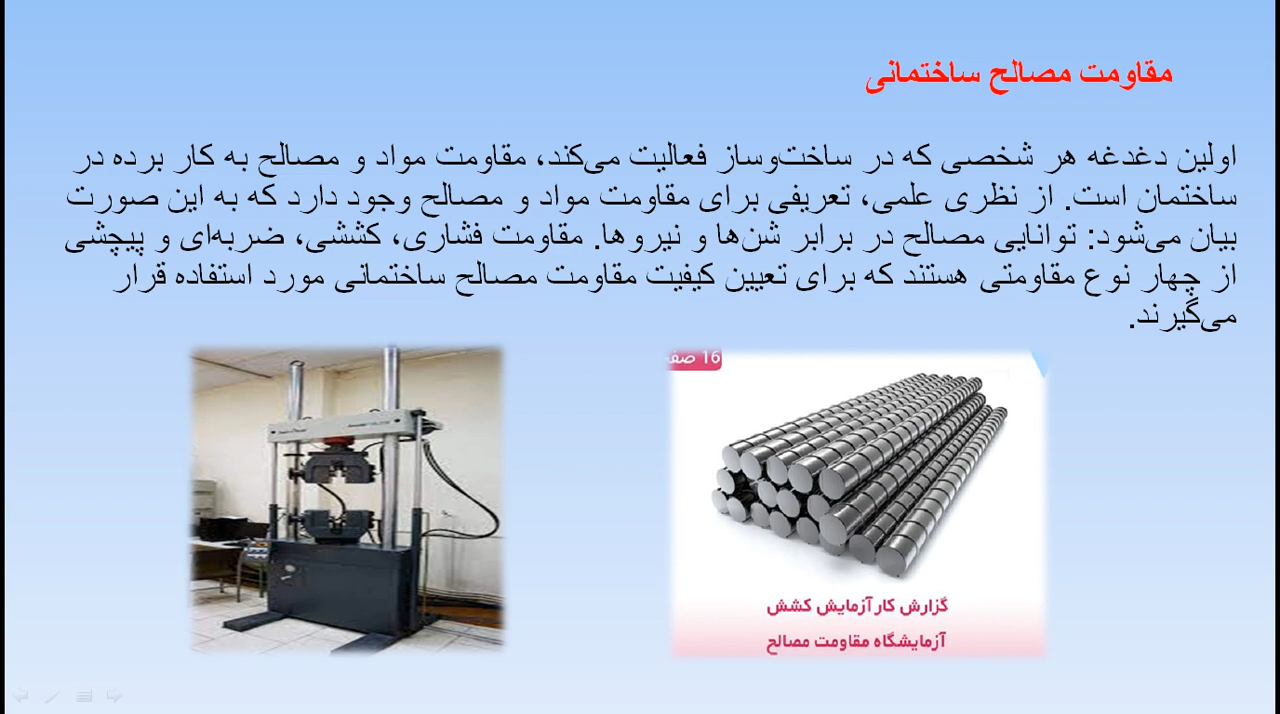 مقاومت مصالح ساختمانی
اولین دغدغه هر شخصی که در ساخت‌وساز فعالیت می‌کند، مقاومت مواد و مصالح به کار برده در
ساختمان است. از نظری علمی، تعریفی برای مقاومت مواد و مصالح وجود دارد که به این صورت
بیان می‌شود: توانایی مصالح در برابر شن‌ها و نیروها. مقاومت فشاری، کششی، ضربه‌ای و پیچشی
از چهار نوع مقاومتی هستند که برای تعیین کیفیت مقاومت مصالح ساختمانی مورد استفاده قرار
می‌گیرند.
16 صف
گزارش کار آزمایش کشش
آزمایشگاه مقاومت مصالح